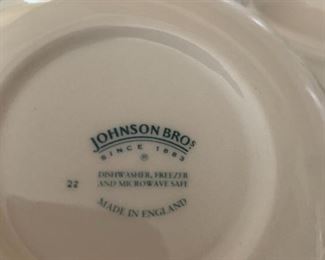 JOHNSON BROS
SINCE 1883
®
22
DISHWASHER, FREEZER
AND MICROWAVE SAFE
MADE IN ENGLAND